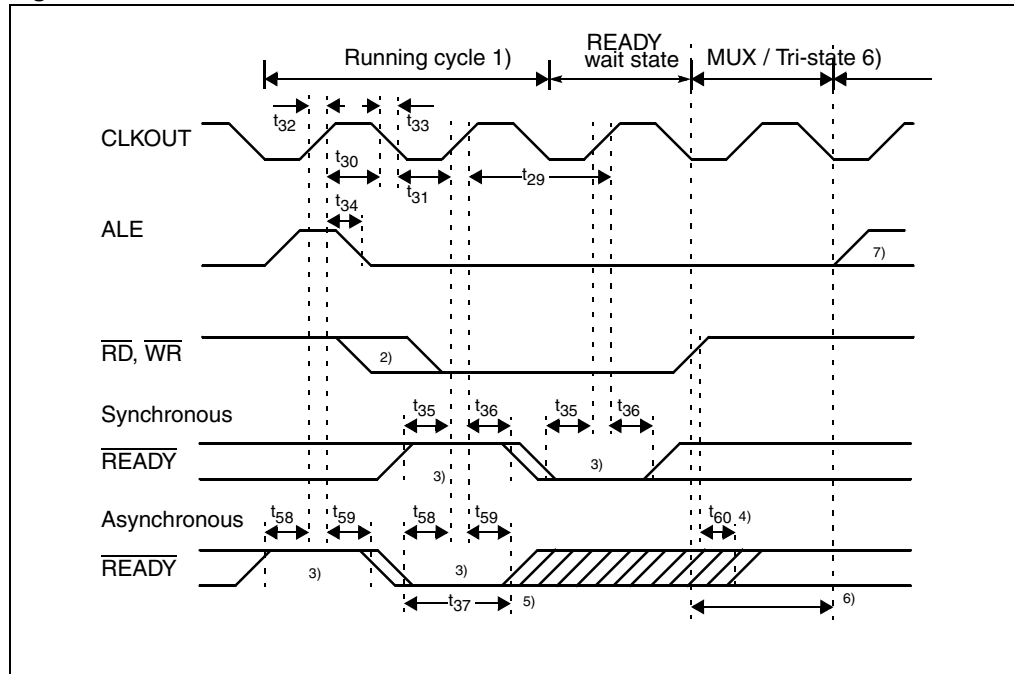 Running cycle 1)
READY
wait state
MUX / Tri-state 6)
CLKOUT
t32
t33
t30
t31
t29
t34
ALE
7)
RD, WR
2)
Synchronous
t35
t36
t35
t36
READY
3)
3)
Asynchronous
t58
t59
t58
t59
t60
4)
READY
3)
3)
t37
5)
6)